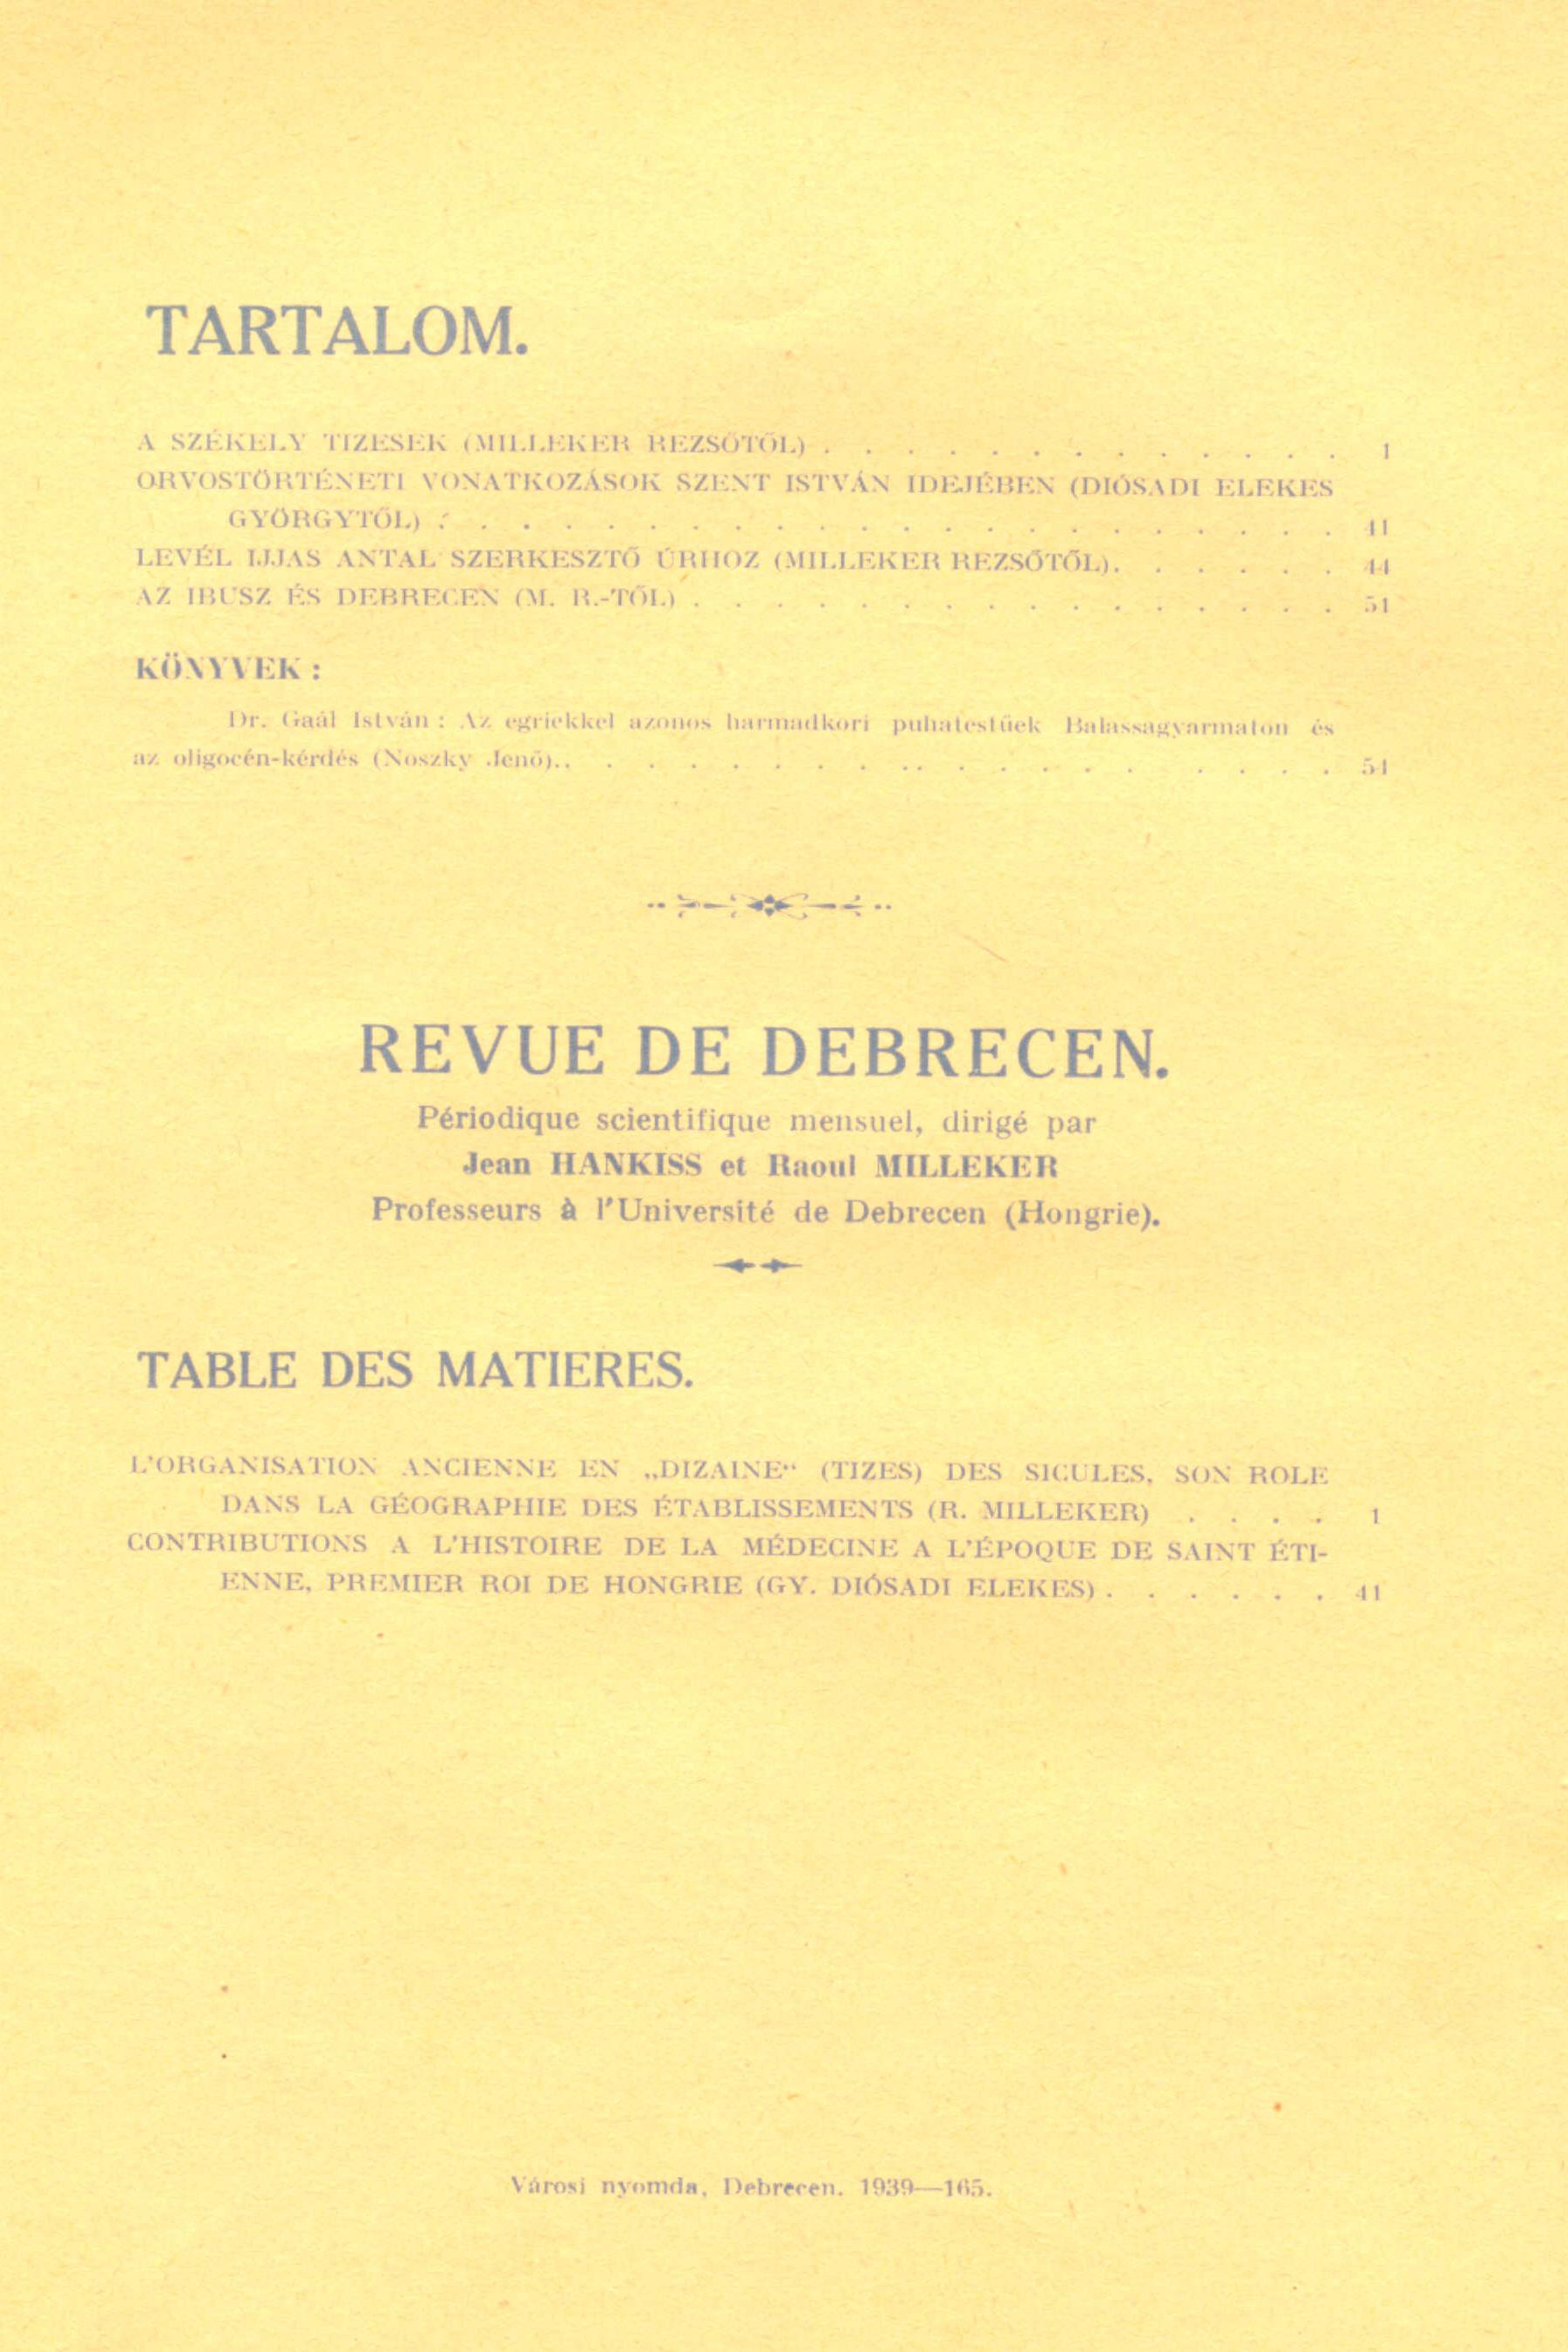 TARTALOM.
A SZÉKELY TIZESEK (MILLEKER REZSŐTŐL) . . . . . . . . . . . . . 1
ORVOSTÖRTÉNETI VONATKOZÁSOK SZENT ISTVÁN IDEJÉBEN (DIÓSADI ELEKES
GYÖRGYTŐL) . . . . . . . . . . . . . . . . . . . . . . 41
LEVÉL IJJAS ANTAL SZERKESZTŐ ÚRHOZ (MILLEKER REZSŐTŐL). . . . . . 44
AZ IBUSZ ÉS DEBRECEN (M. R.-TŐL) . . . . . . . . . . . . . . . . 51
KÖNYVEK :
Dr. Gaál István : Az egriekkel azonos harmadkori puhatestűek Balassagyarmaton és
az oligocén-kérdés (Noszky Jenő).. . . . . . . . . . . . . . . . . . . 54
REVUE DE DEBRECEN.
Périodique scientifique mensuel, dirigé par
Jean HANKISS et Raoul MILLEKER
Professeurs à l'Université de Debrecen (Hongrie).
TABLE DES MATIERES.
L'ORGANISATION ANCIENNE EN „DIZAINE“ (TIZES) DES SICULES, SON ROLE
DANS LA GÉOGRAPHIE DES ÉTABLISSEMENTS (R. MILLEKER) . . . . 1
CONTRIBUTIONS A L'HISTOIRE DE LA MÉDECINE A L'ÉPOQUE DE SAINT ÉTI-
ENNE, PREMIER ROI DE HONGRIE (GY. DIÓSADI ELEKES) . . . . . . 41
Városi nyomda, Debrecen. 1939—165.